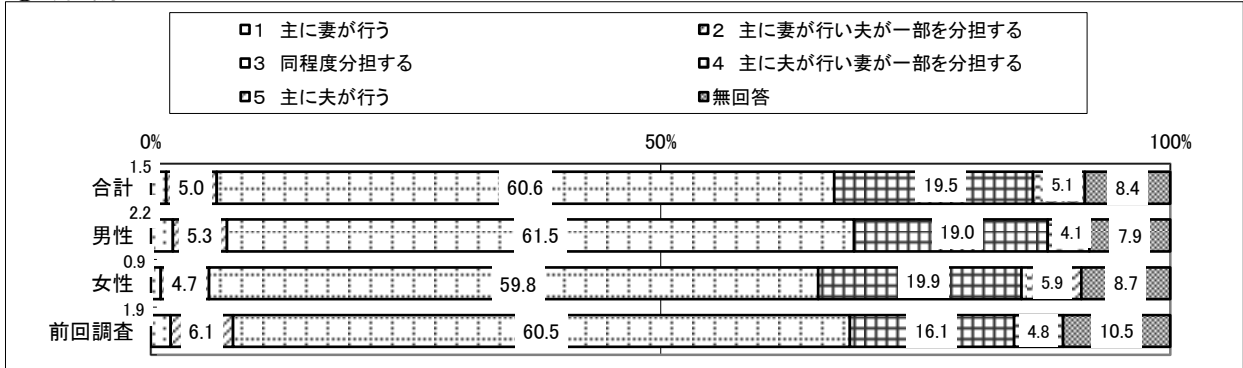 1 主に妻が行う 2 主に妻が行い夫が一部を分担する
3 同程度分担する 4 主に夫が行い妻が一部を分担する
5 主に夫が行う 無回答
0% 50% 100%
1.5
合計 5.0 60.6 19.5 5.1 8.4
2.2
男性 5.3 61.5 19.0 4.1 7.9
0.9
女性 4.7 59.8 19.9 5.9 8.7
1.9
前回調査 6.1 60.5 16.1 4.8 10.5